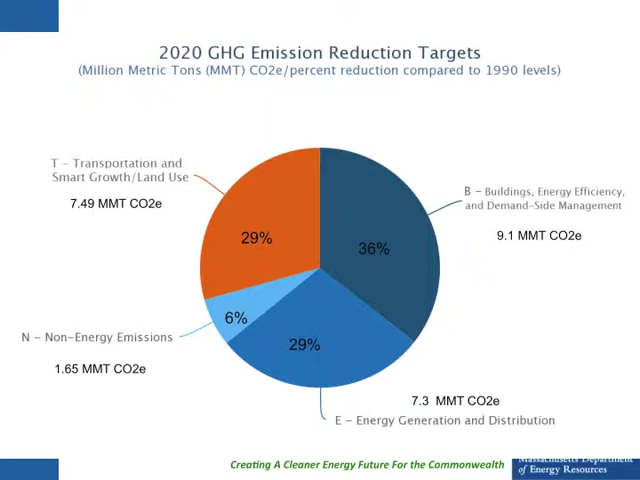 2020 GHG Emission Reduction Targets
(Million Metric Tons (MMT) CO2e/percent reduction compared to 1990 levels)
T - Transportation and
Smart Growth/Land Use
7.49 MMT CO2e
B - Buildings, Energy Efficiency,
and Demand-Side Management
9.1 MMT CO2e
29%
36%
6%
29%
N - Non-Energy Emissions
1.65 MMT CO2e
7.3 MMT CO2e
E - Energy Generation and Distribution
Creating A Cleaner Energy Future For the Commonwealth
Massachusetts Department
of Energy Resources